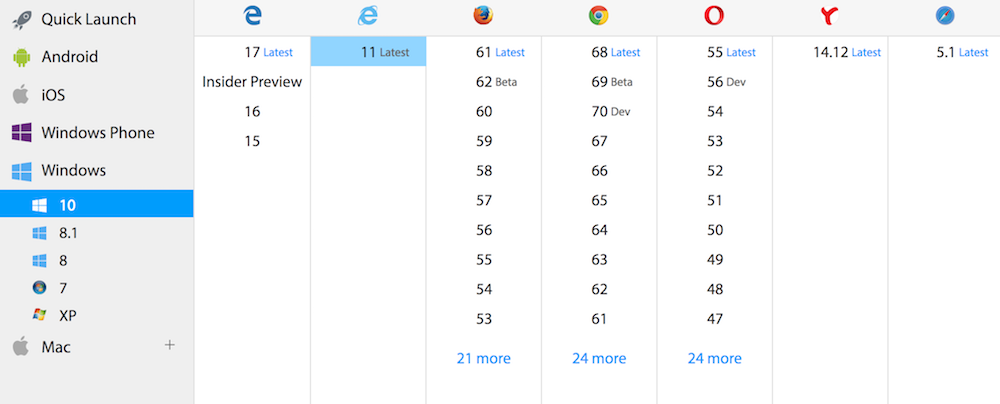 Quick Launch
Android
iOS
Windows Phone
Windows
10
8.1
8
7
XP
Mac +
17 Latest
Insider Preview
16
15
11 Latest
61 Latest
62 Beta
60
59
58
57
56
55
54
53
21 more
68 Latest
69 Beta
70 Dev
67
66
65
64
63
62
61
24 more
55 Latest
56 Dev
54
53
52
51
50
49
48
47
24 more
14.12 Latest
5.1 Latest